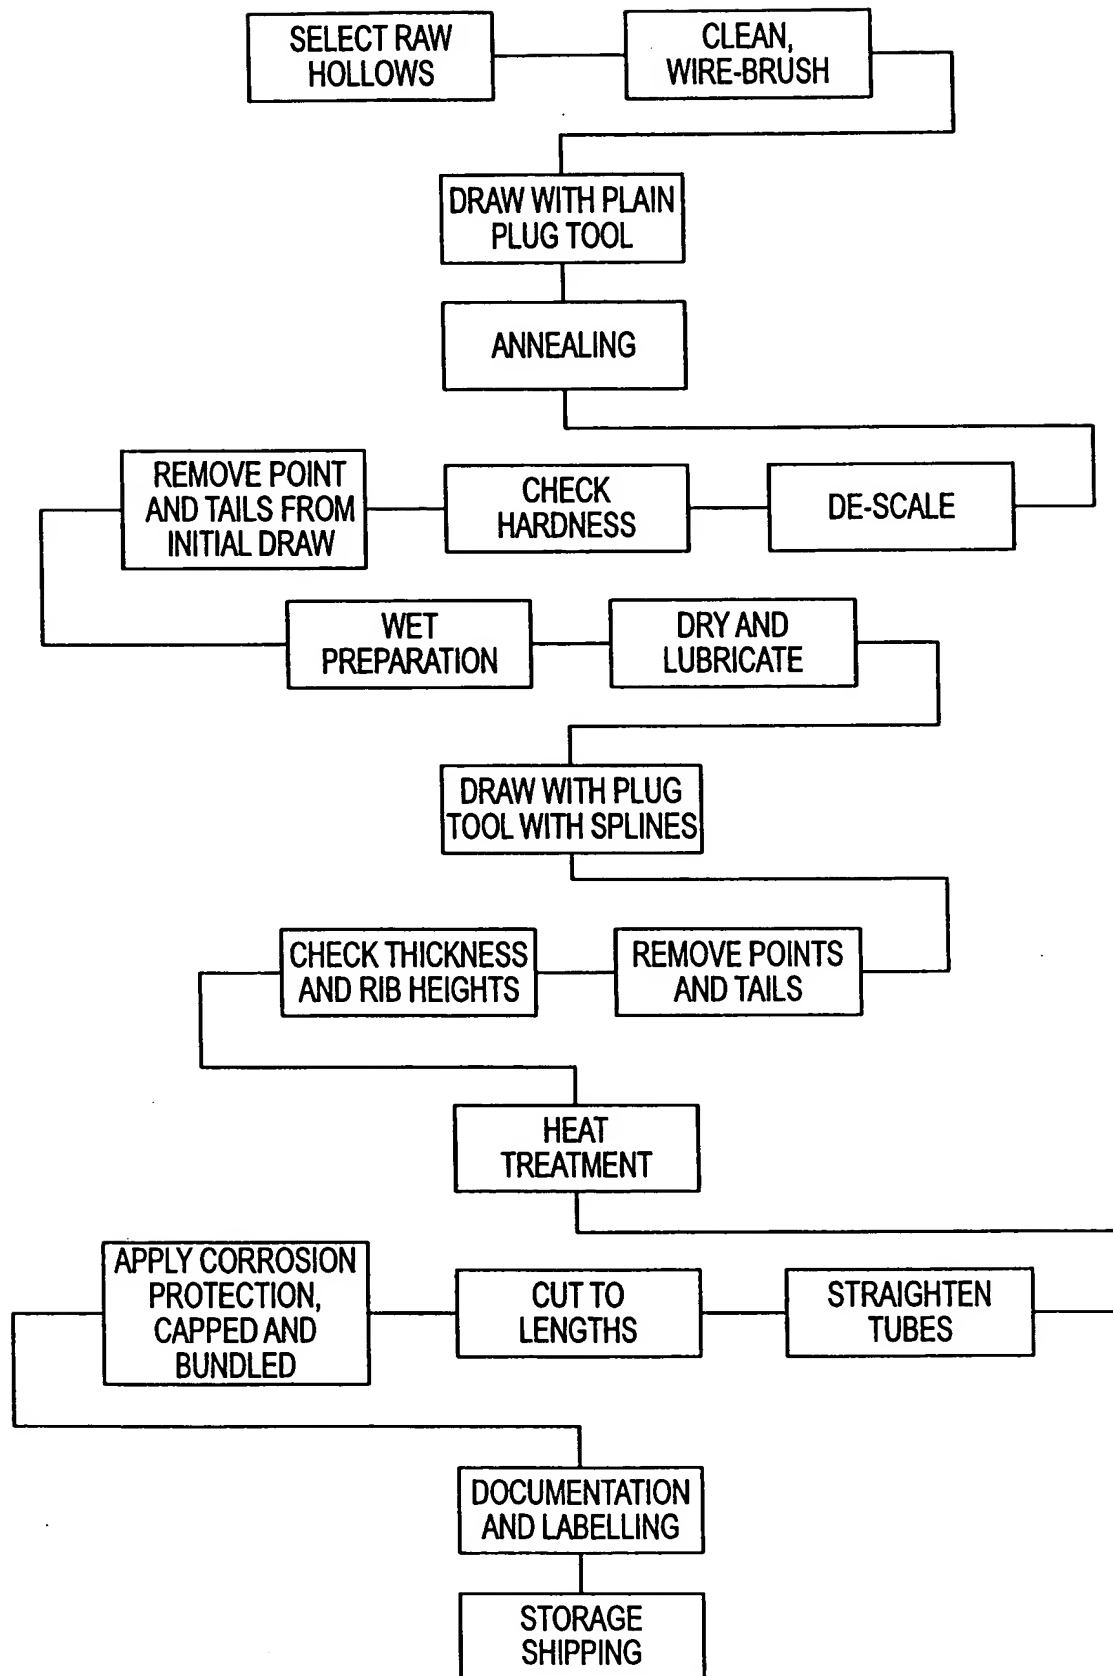 SELECT RAW
HOLLOWS
CLEAN,
WIRE-BRUSH
DRAW WITH PLAIN
PLUG TOOL
ANNEALING
REMOVE POINT
AND TAILS FROM
INITIAL DRAW
CHECK
HARDNESS
DE-SCALE
WET
PREPARATION
DRY AND
LUBRICATE
DRAW WITH PLUG
TOOL WITH SPLINES
CHECK THICKNESS
AND RIB HEIGHTS
REMOVE POINTS
AND TAILS
HEAT
TREATMENT
APPLY CORROSION
PROTECTION,
CAPPED AND
BUNDLED
CUT TO
LENGTHS
STRAIGHTEN
TUBES
DOCUMENTATION
AND LABELLING
STORAGE
SHIPPING